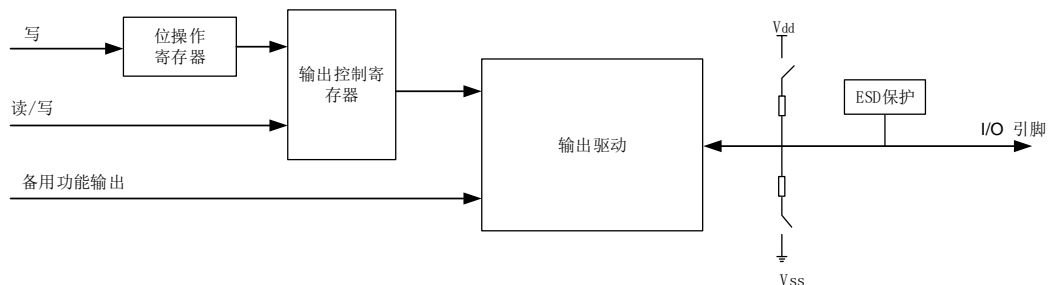 写
位操作
寄存器
读/写
输出控制寄
存器
备用功能输出
输出驱动
Vdd
ESD保护
I/O 引脚
Vss